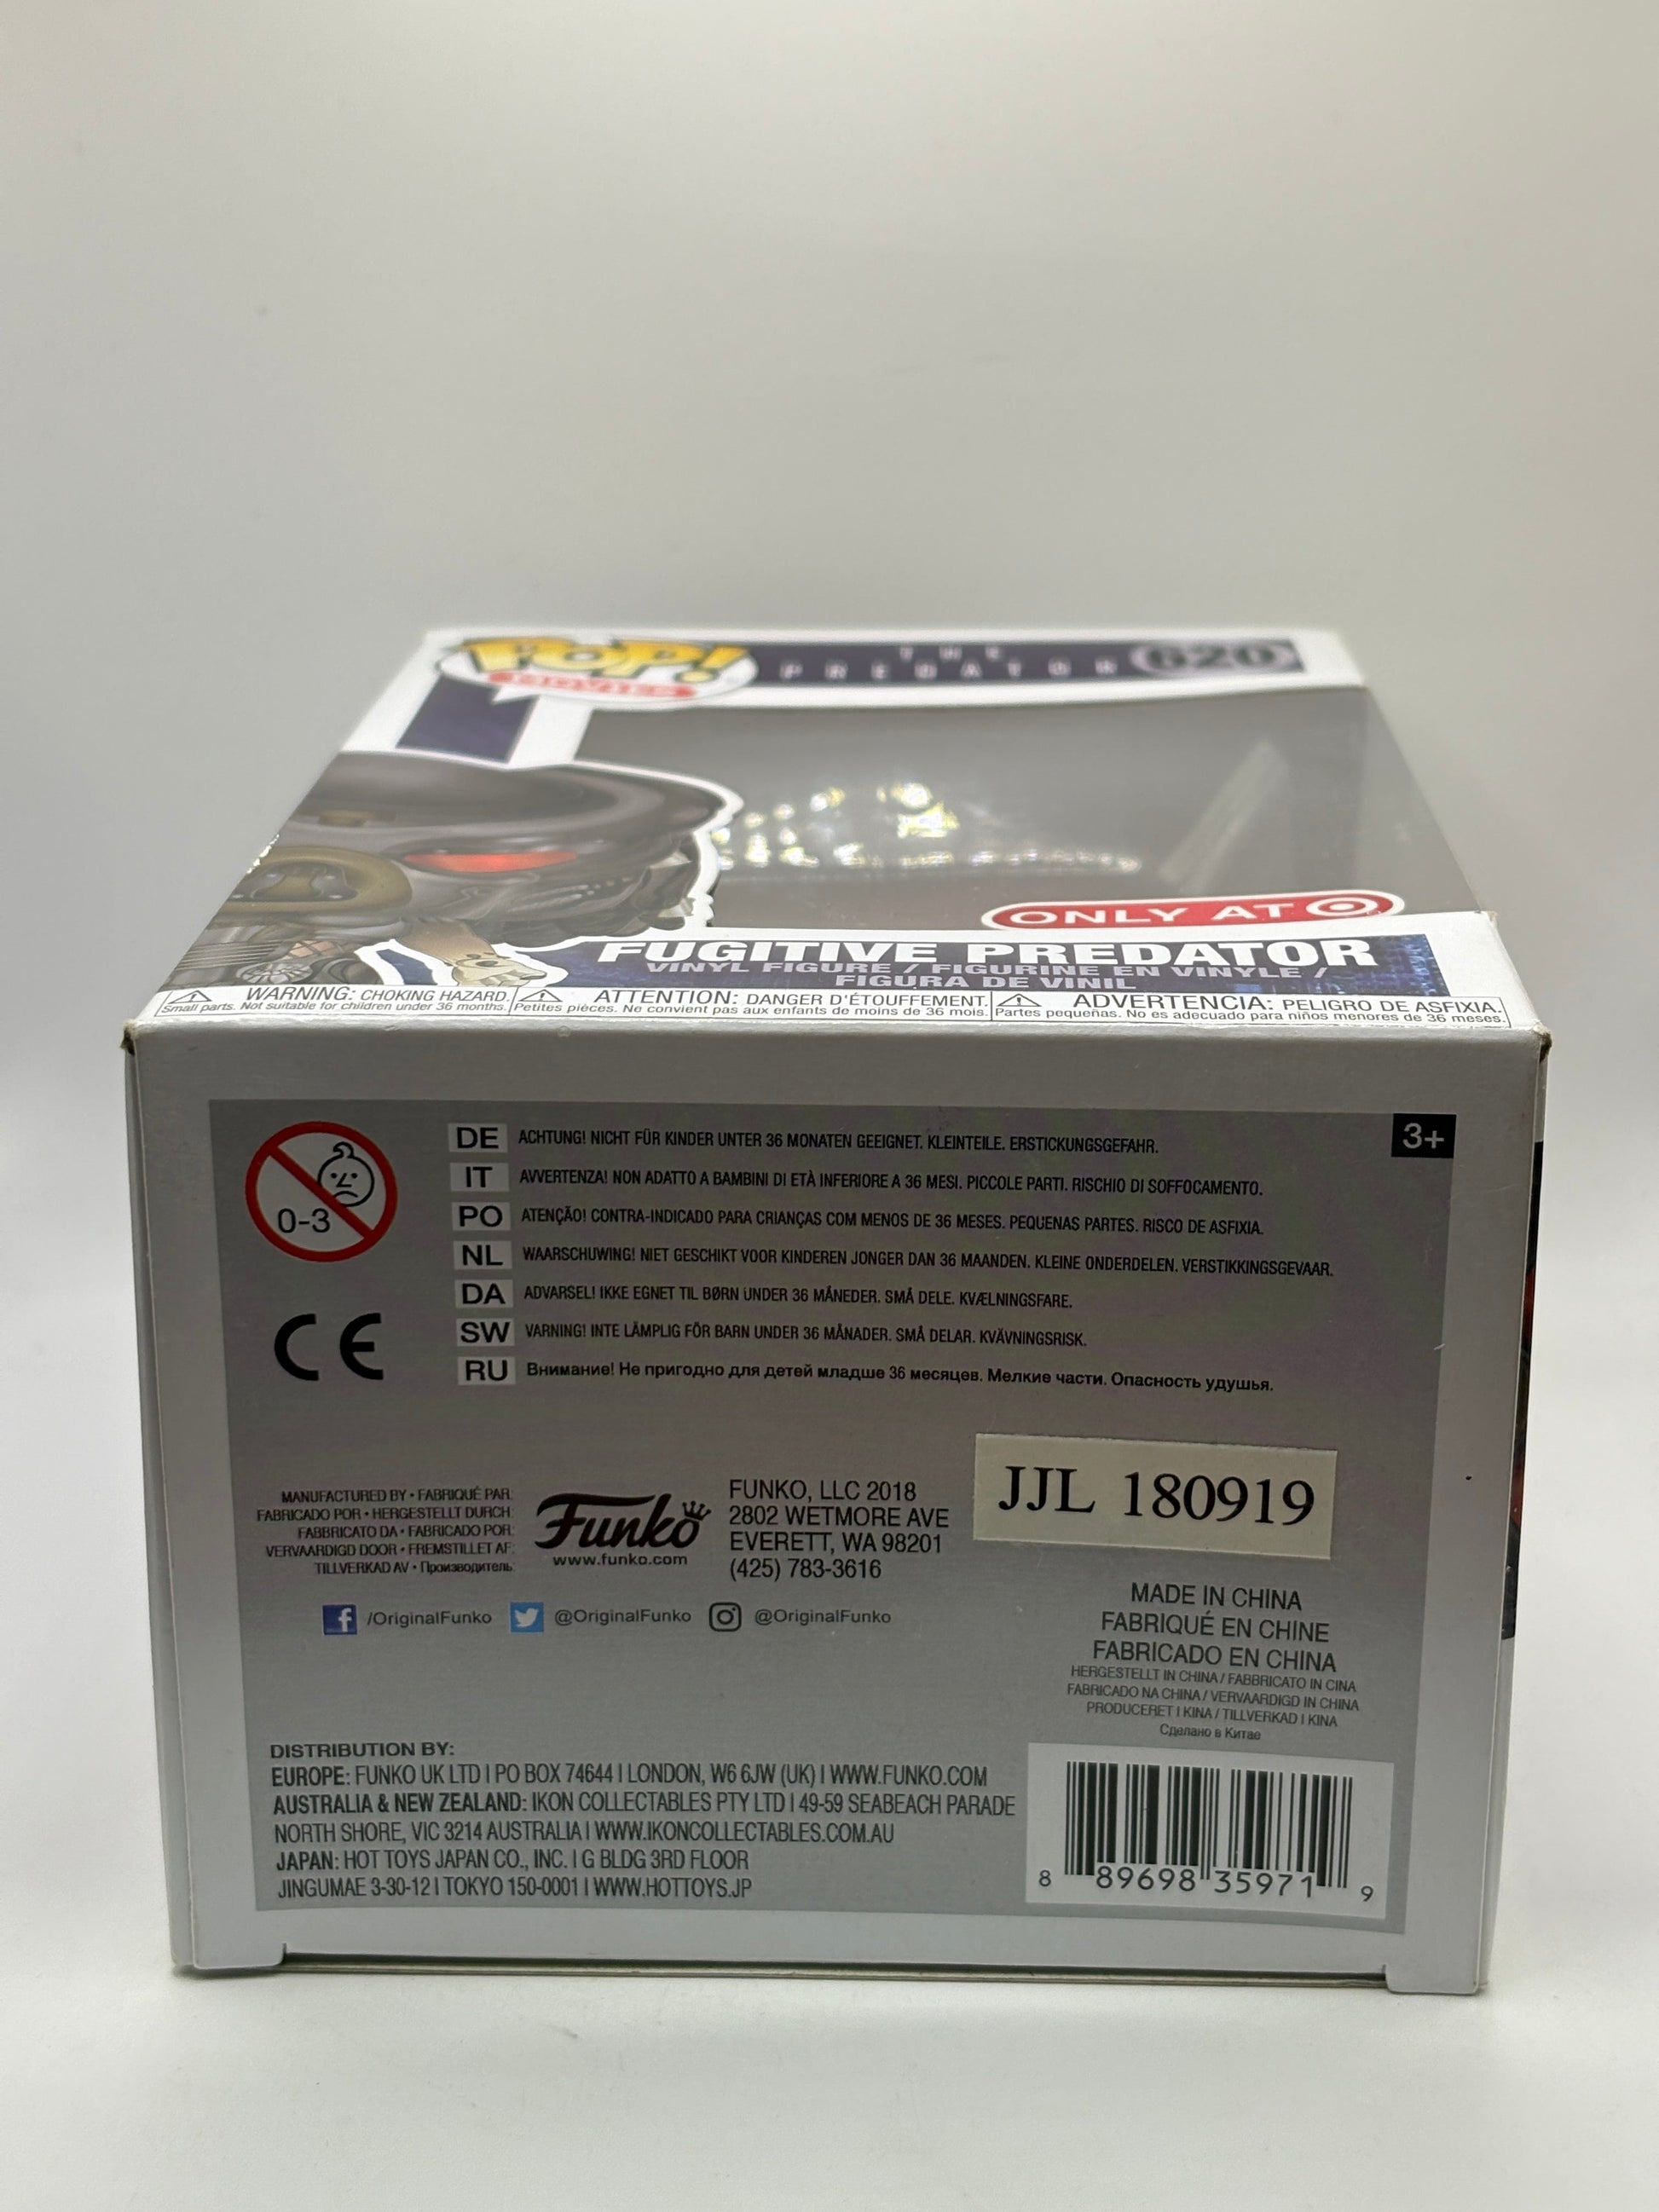 POP!
MOVIES
THE
PREDATOR
620
ONLY AT
FUGITIVE PREDATOR
VINYL FIGURE / FIGURINE EN VINYLE /
FIGURA DE VINIL
WARNING: CHOKING HAZARD.
Small parts. Not suitable for children under 36 months.
ATTENTION: DANGER D'ÉTOUFFEMENT.
Petites pièces. Ne convient pas aux enfants de moins de 36 mois.
ADVERTENCIA: PELIGRO DE ASFIXIA.
Partes pequeñas. No es adecuado para niños menores de 36 meses.
0-3
3+
DE ACHTUNG! NICHT FÜR KINDER UNTER 36 MONATEN GEEIGNET. KLEINTEILE. ERSTICKUNGSGEFAHR.
IT AVVERTENZA! NON ADATTO A BAMBINI DI ETÀ INFERIORE A 36 MESI. PICCOLE PARTI. RISCHIO DI SOFFOCAMENTO.
PO ATENÇÃO! CONTRA-INDICADO PARA CRIANÇAS COM MENOS DE 36 MESES. PEQUENAS PARTES. RISCO DE ASFIXIA.
NL WAARSCHUWING! NIET GESCHIKT VOOR KINDEREN JONGER DAN 36 MAANDEN. KLEINE ONDERDELEN. VERSTIKKINGSGEVAAR.
DA ADVARSEL! IKKE EGNET TIL BØRN UNDER 36 MÅNEDER. SMÅ DELE. KVÆLNINGSFARE.
SW VARNING! INTE LÄMPLIG FÖR BARN UNDER 36 MÅNADER. SMÅ DELAR. KVÄVNINGSRISK.
RU Внимание! Не пригодно для детей младше 36 месяцев. Мелкие части. Опасность удушья.
CE
MANUFACTURED BY • FABRIQUÉ PAR:
FABRICADO POR • HERGESTELLT DURCH:
FABBRICATO DA • FABRICADO POR:
VERVAARDIGD DOOR • FREMSTILLET AF:
TILLVERKAD AV • Производитель:
Funko
www.funko.com
FUNKO, LLC 2018
2802 WETMORE AVE
EVERETT, WA 98201
(425) 783-3616
JJL 180919
/OriginalFunko @OriginalFunko @OriginalFunko
MADE IN CHINA
FABRIQUÉ EN CHINE
FABRICADO EN CHINA
HERGESTELLT IN CHINA / FABBRICATO IN CINA
FABRICADO NA CHINA / VERVAARDIGD IN CHINA
PRODUCERET I KINA / TILLVERKAD I KINA
Сделано в Китае
DISTRIBUTION BY:
EUROPE: FUNKO UK LTD | PO BOX 74644 | LONDON, W6 6JW (UK) | WWW.FUNKO.COM
AUSTRALIA & NEW ZEALAND: IKON COLLECTABLES PTY LTD | 49-59 SEABEACH PARADE
NORTH SHORE, VIC 3214 AUSTRALIA | WWW.IKONCOLLECTABLES.COM.AU
JAPAN: HOT TOYS JAPAN CO., INC. | G BLDG 3RD FLOOR
JINGUMAE 3-30-12 | TOKYO 150-0001 | WWW.HOTTOYS.JP
8 89698 35971 9